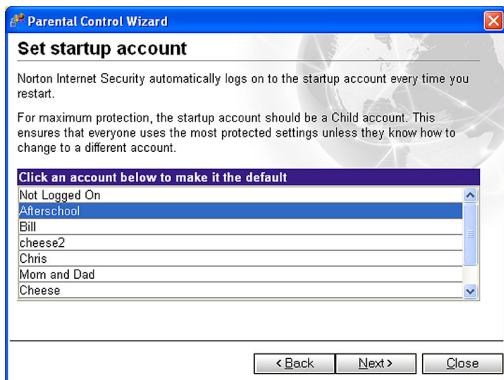 Parental Control Wizard
Set startup account
Norton Internet Security automatically logs on to the startup account every time you
restart.
For maximum protection, the startup account should be a Child account. This
ensures that everyone uses the most protected settings unless they know how to
change to a different account.
Click an account below to make it the default
Not Logged On
Afterschool
Bill
cheese2
Chris
Mom and Dad
Cheese
< Back
Next >
Close